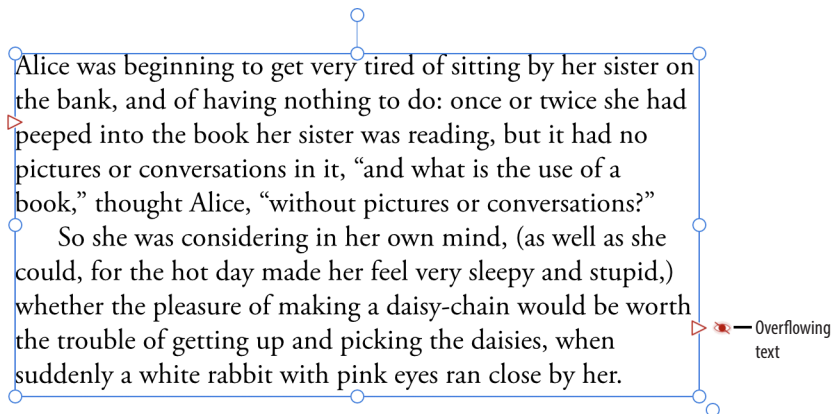 Alice was beginning to get very tired of sitting by her sister on
the bank, and of having nothing to do: once or twice she had
peeped into the book her sister was reading, but it had no
pictures or conversations in it, “and what is the use of a
book,” thought Alice, “without pictures or conversations?”
So she was considering in her own mind, (as well as she
could, for the hot day made her feel very sleepy and stupid,)
whether the pleasure of making a daisy-chain would be worth
the trouble of getting up and picking the daisies, when
suddenly a white rabbit with pink eyes ran close by her.
Overflowing
text